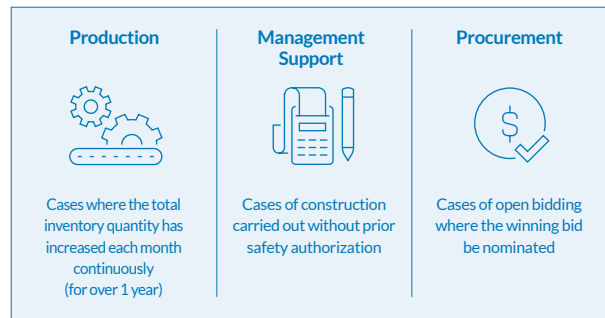 Production
Cases where the total
inventory quantity has
increased each month
continuously
(for over 1 year)
Management
Support
Cases of construction
carried out without prior
safety authorization
Procurement
$
Cases of open bidding
where the winning bid
be nominated